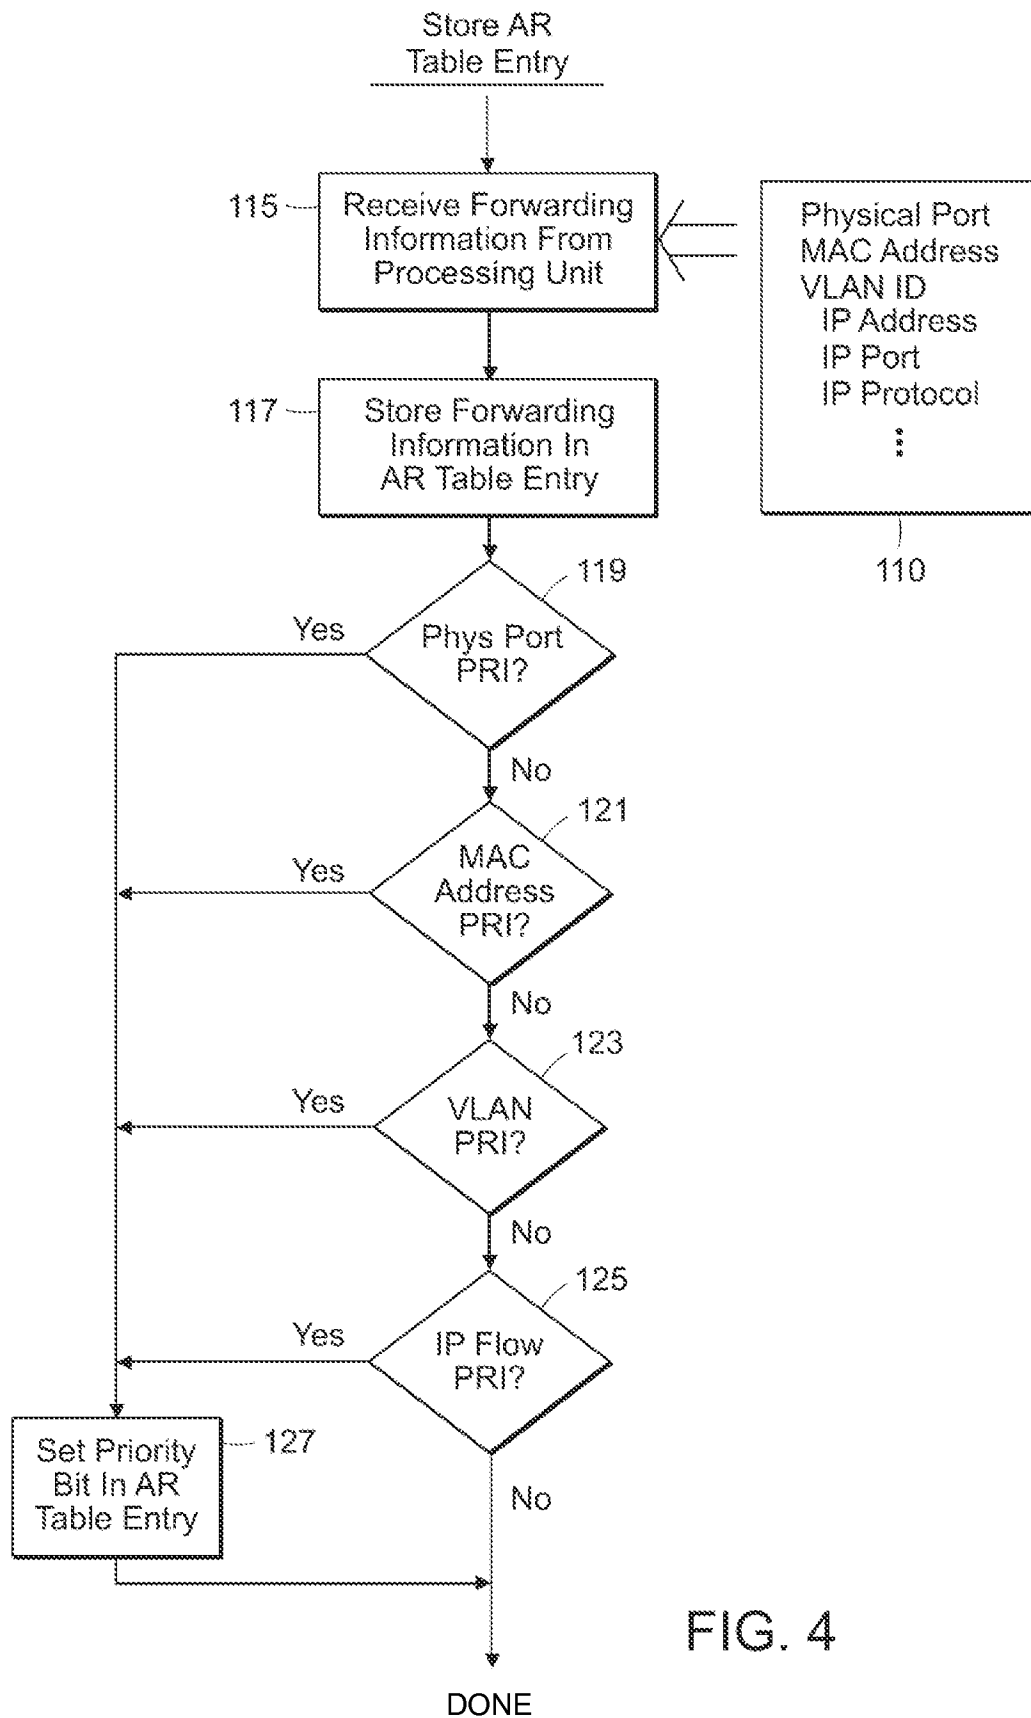 Store AR
Table Entry
115
Receive Forwarding
Information From
Processing Unit
Physical Port
MAC Address
VLAN ID
IP Address
IP Port
IP Protocol
110
117
Store Forwarding
Information In
AR Table Entry
119
Phys Port
PRI?
Yes
No
121
MAC
Address
PRI?
Yes
No
123
VLAN
PRI?
Yes
No
125
IP Flow
PRI?
Yes
No
127
Set Priority
Bit In AR
Table Entry
FIG. 4
DONE